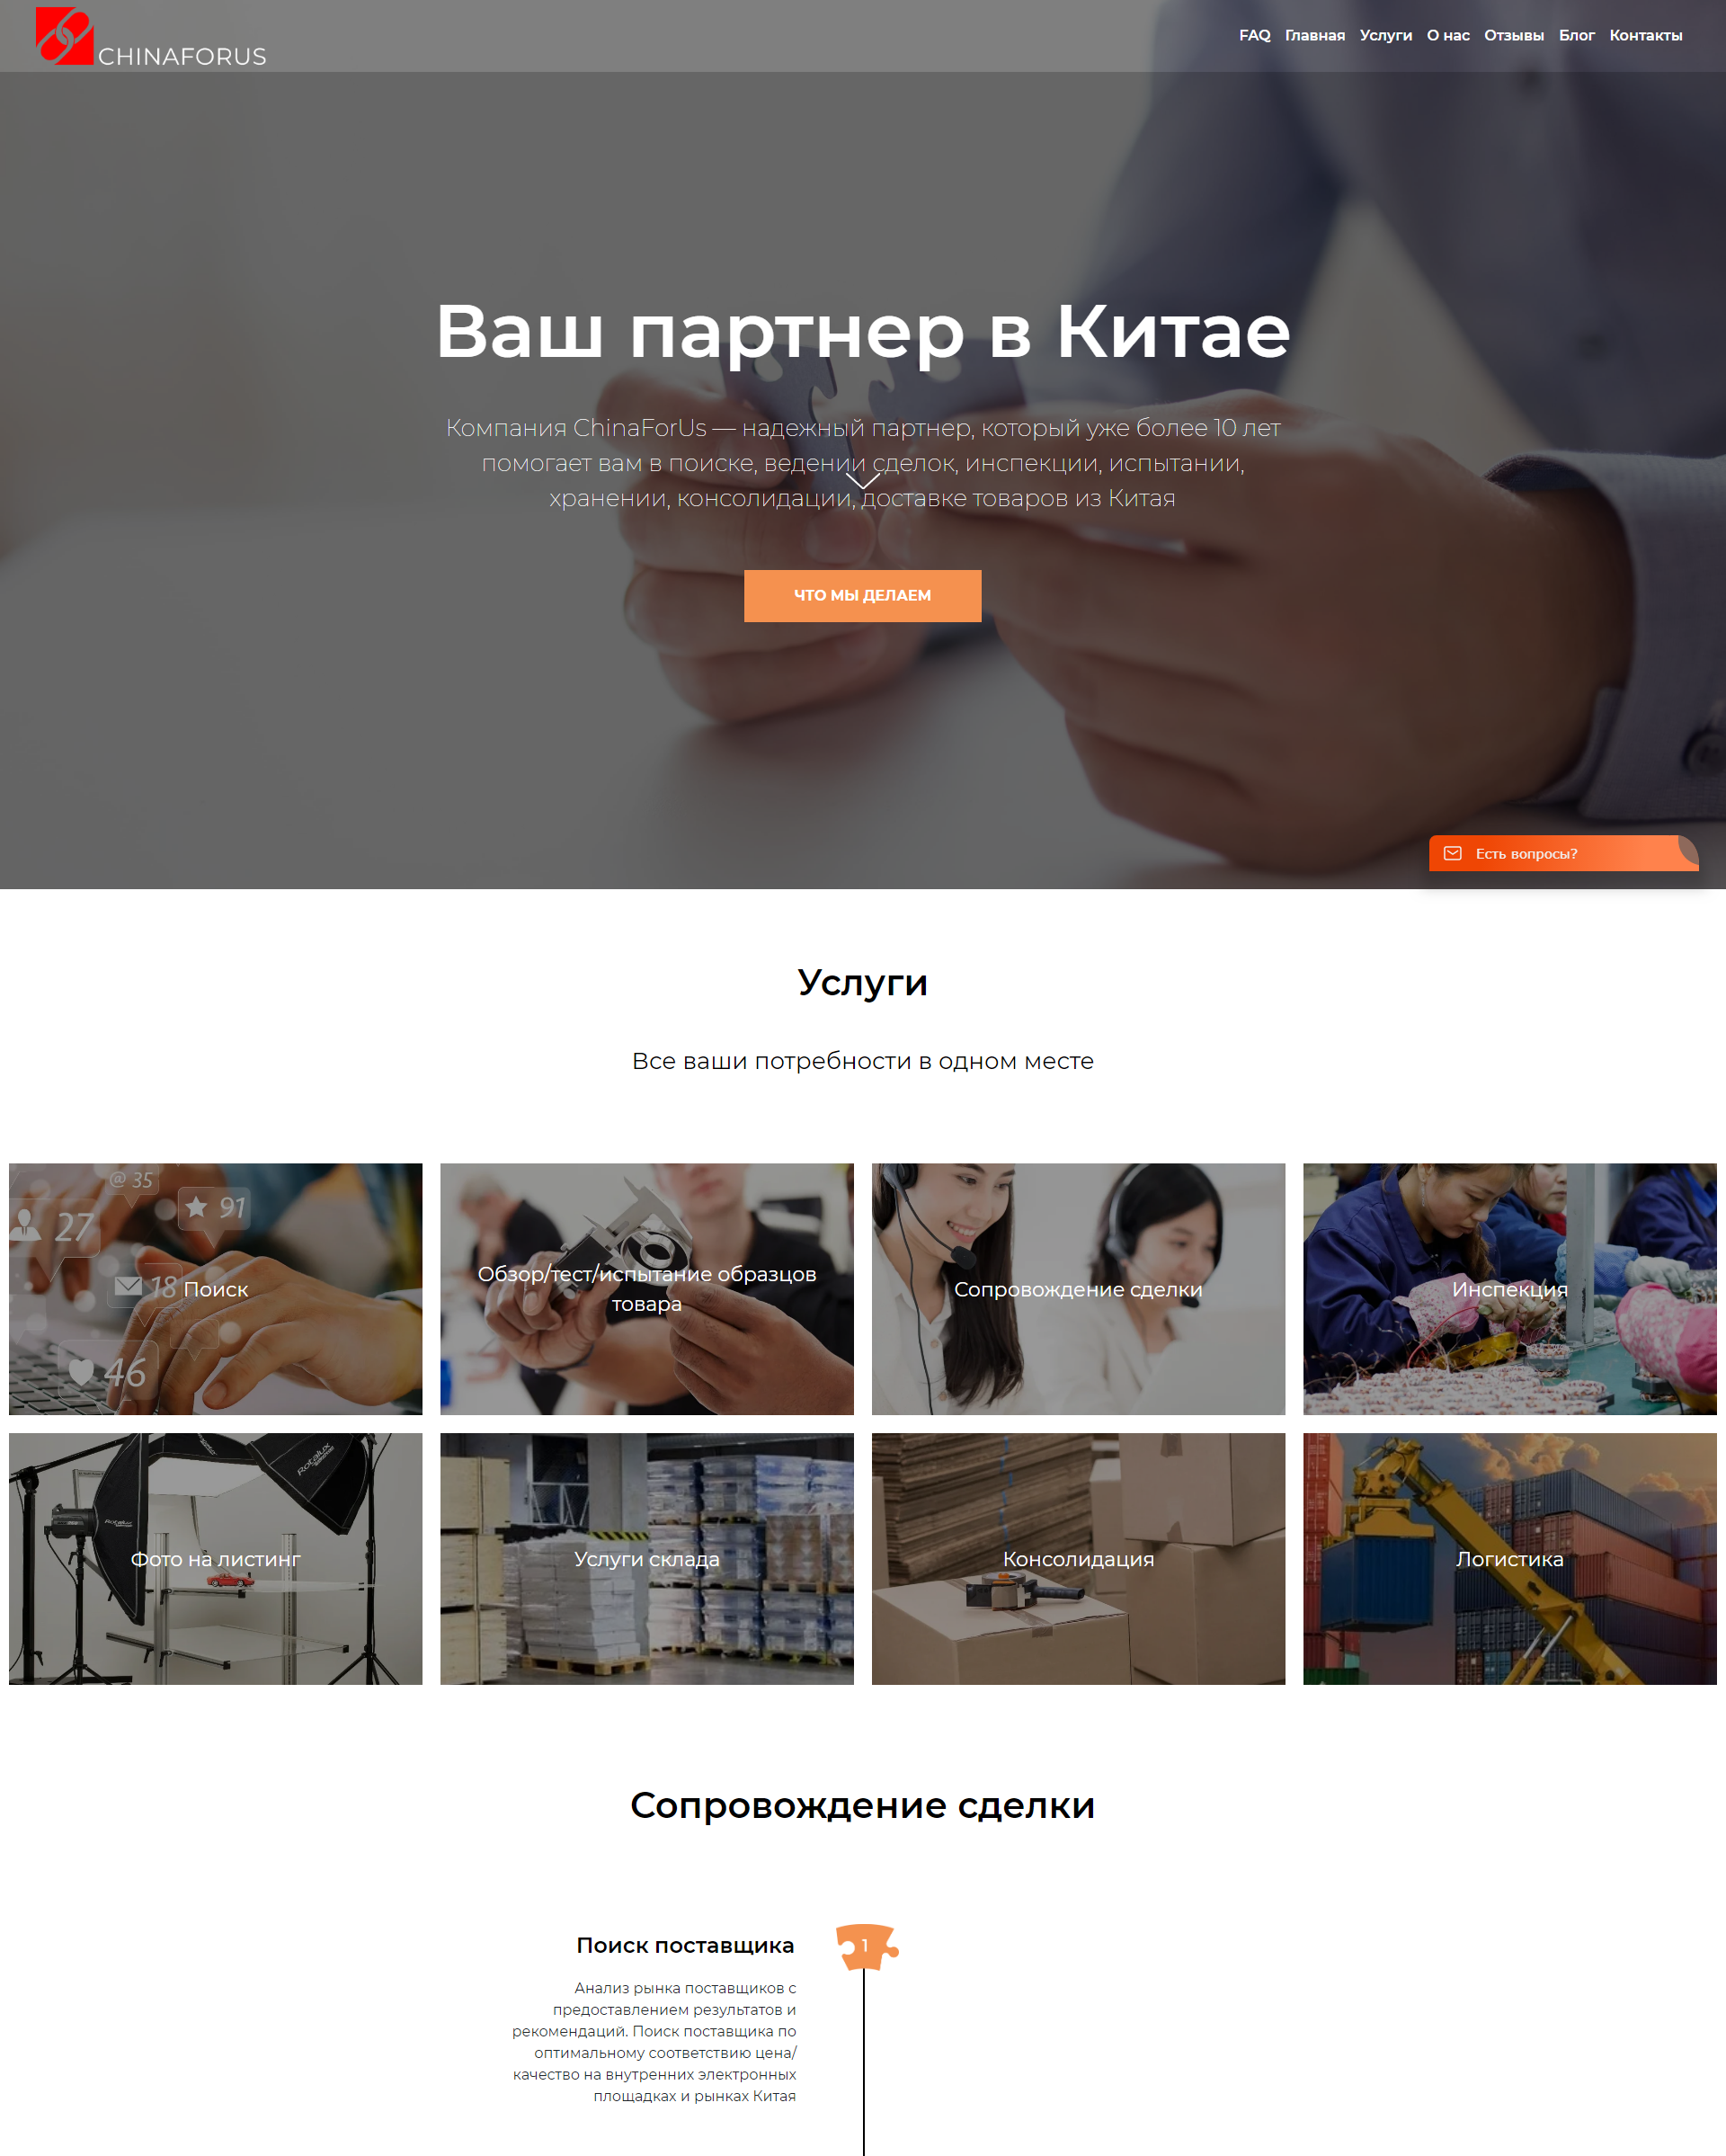 CHINAFORUS
FAQ Главная Услуги О нас Отзывы Блог Контакты
Ваш партнер в Китае
Компания ChinaForUs — надежный партнер, который уже более 10 лет
помогает вам в поиске, ведении сделок, инспекции, испытании,
хранении, консолидации, доставке товаров из Китая
ЧТО МЫ ДЕЛАЕМ
Есть вопросы?
Услуги
Все ваши потребности в одном месте
@ 35
27
91
18
46
Поиск
Обзор/тест/испытание образцов
товара
Сопровождение сделки
Инспекция
Rotalux
Rotalux
Фото на листинг
Услуги склада
Консолидация
Логистика
Сопровождение сделки
Поиск поставщика
1
Анализ рынка поставщиков с
предоставлением результатов и
рекомендаций. Поиск поставщика по
оптимальному соответствию цена/
качество на внутренних электронных
площадках и рынках Китая